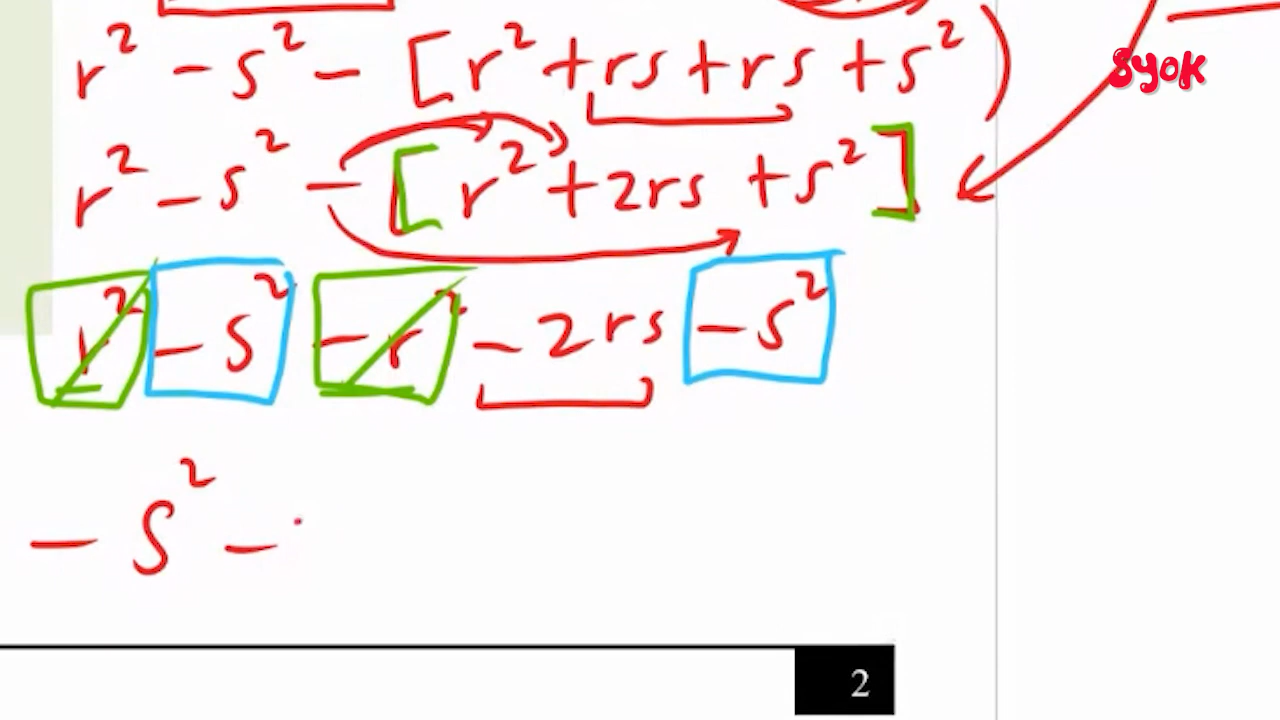 syok
r² - s² - [r² + rs + rs + s²)
r² - s² - [r² + 2rs + s²]
r² - s² - r² - 2rs - s²
- s² -
2